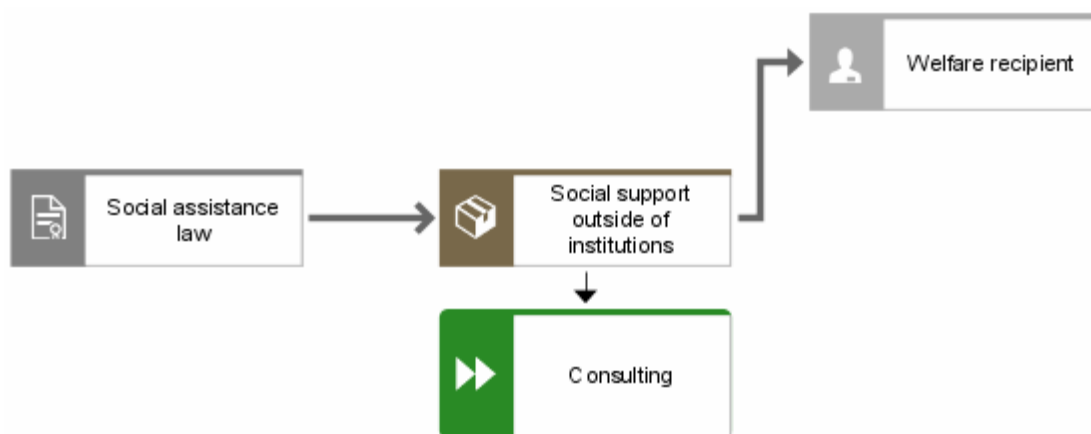 Welfare recipient
Social assistance
law
Social support
outside of
institutions
Consulting